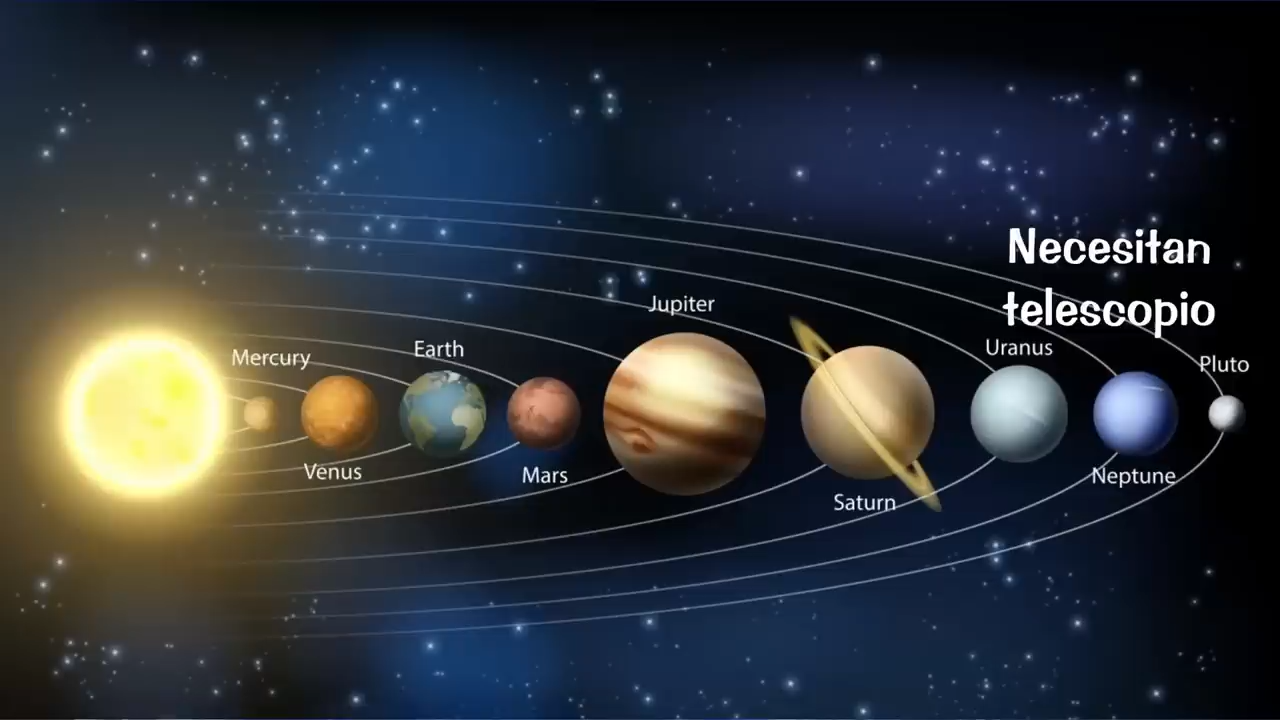 Necesitan
telescopio
Jupiter
Uranus
Earth
Mercury
Pluto
Venus
Mars
Neptune
Saturn